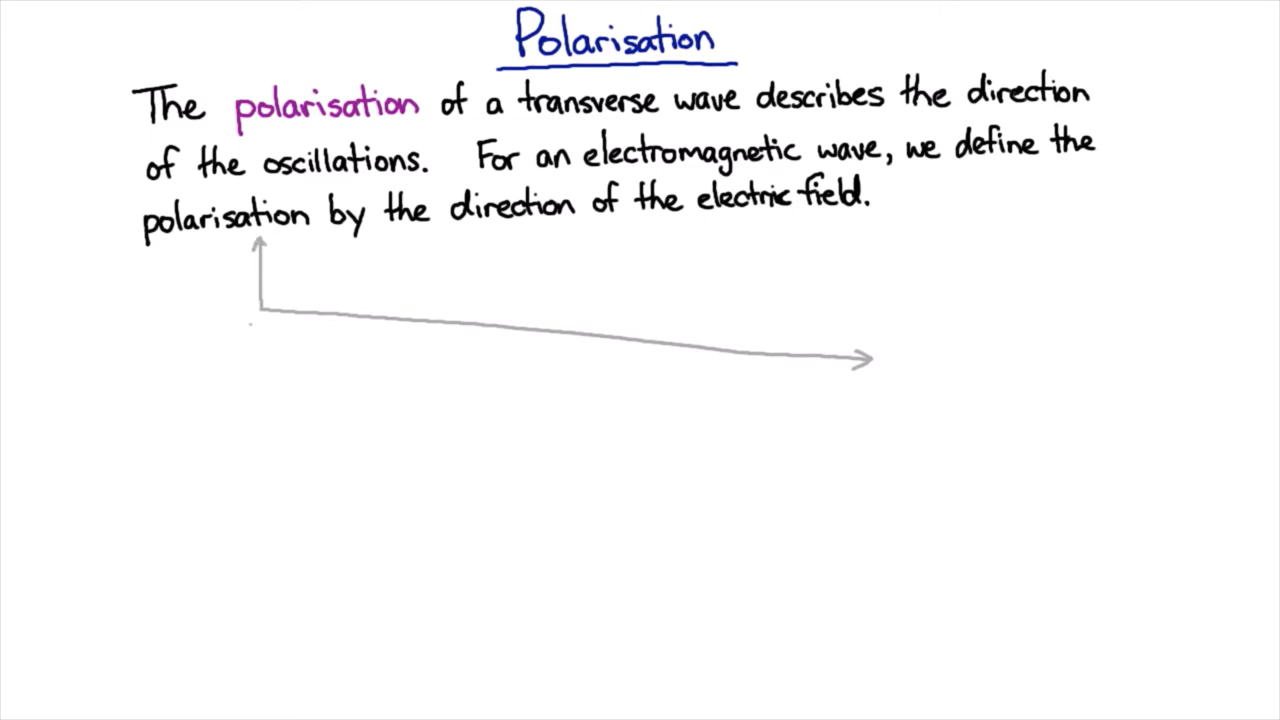 Polarisation
The polarisation of a transverse wave describes the direction
of the oscillations. For an electromagnetic wave, we define the
polarisation by the direction of the electric field.